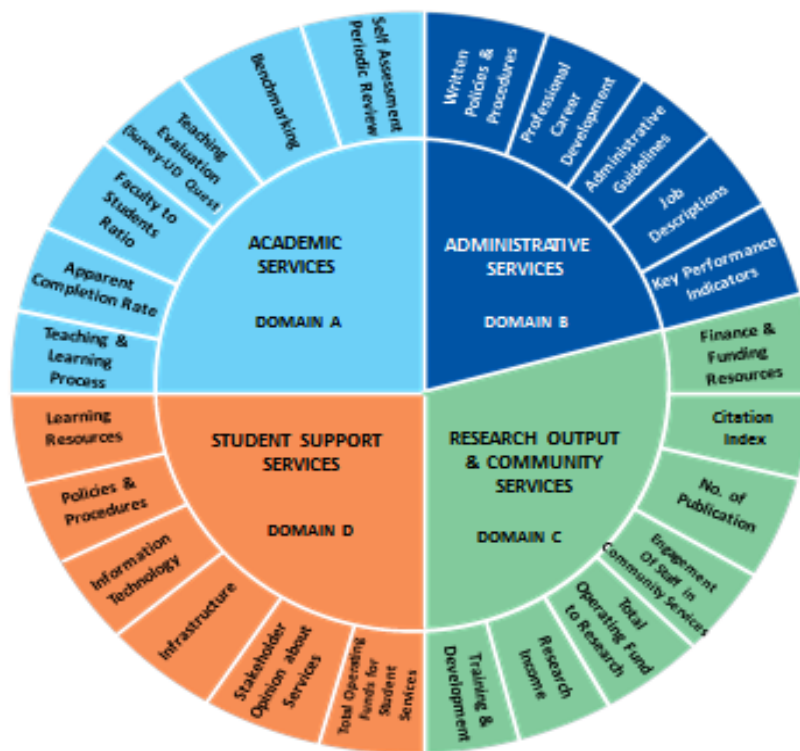 ACADEMIC
SERVICES
DOMAIN A
Self Assessment
Periodic Review
Benchmarking
Teaching
Evaluation
(Survey-UD Quest
Faculty to
Students
Ratio
Apparent
Completion Rate
Teaching &
Learning
Process
ADMINISTRATIVE
SERVICES
DOMAIN B
Written
Policies &
Procedures
Professional
Career
Development
Administrative
Guidelines
Job
Descriptions
Key Performance
Indicators
RESEARCH OUTPUT
& COMMUNITY
SERVICES
DOMAIN C
Finance &
Funding
Resources
Citation
Index
No. of
Publication
Engagement
Of Staff in
Community Services
Total
Operating Fund
to Research
Research
Income
Training &
Development
STUDENT SUPPORT
SERVICES
DOMAIN D
Learning
Resources
Policies &
Procedures
Information
Technology
Infrastructure
Stakeholder
Opinion about
Services
Total Operating
Funds for
Student
Services